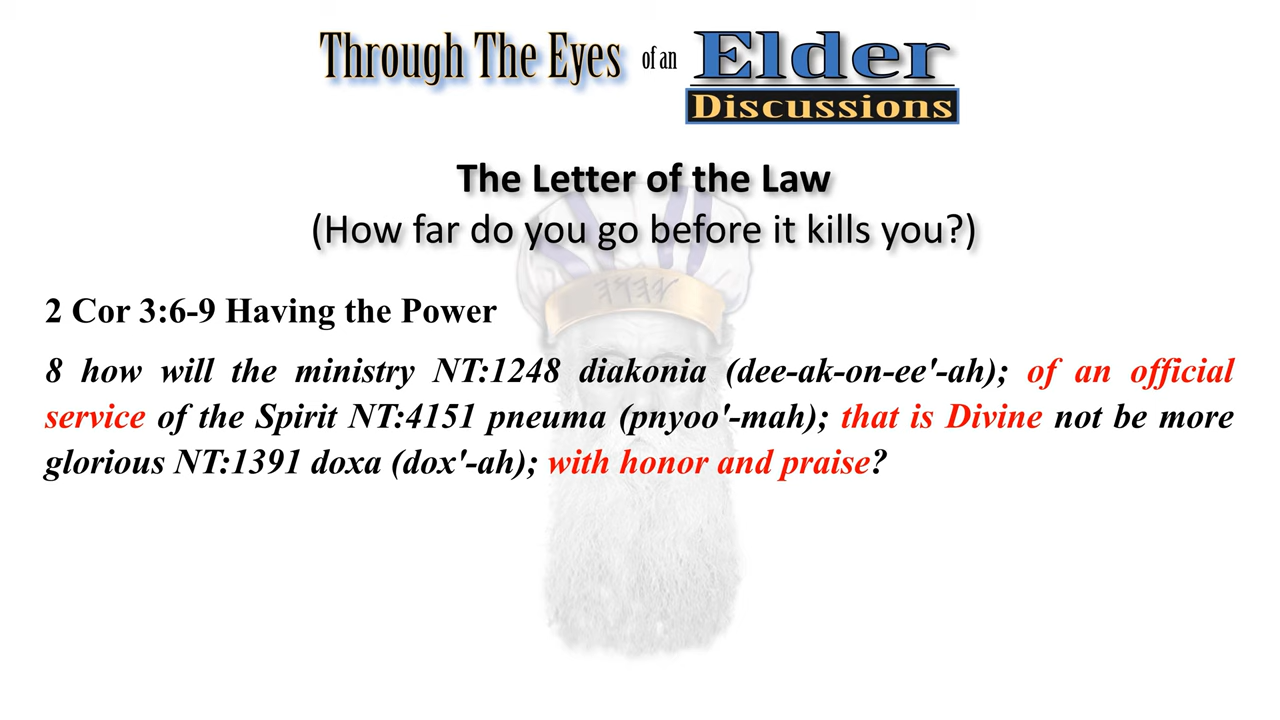 Through The Eyes of an Elder
Discussions
The Letter of the Law
(How far do you go before it kills you?)
𐤉𐤄𐤅𐤄
2 Cor 3:6-9 Having the Power
8 how will the ministry NT:1248 diakonia (dee-ak-on-ee'-ah); of an official
service of the Spirit NT:4151 pneuma (pnyoo'-mah); that is Divine not be more
glorious NT:1391 doxa (dox'-ah); with honor and praise?